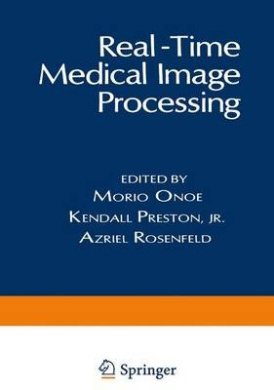 Real-Time
Medical Image
Processing
EDITED BY
MORIO ONOE
KENDALL PRESTON, JR.
AZRIEL ROSENFELD
Springer